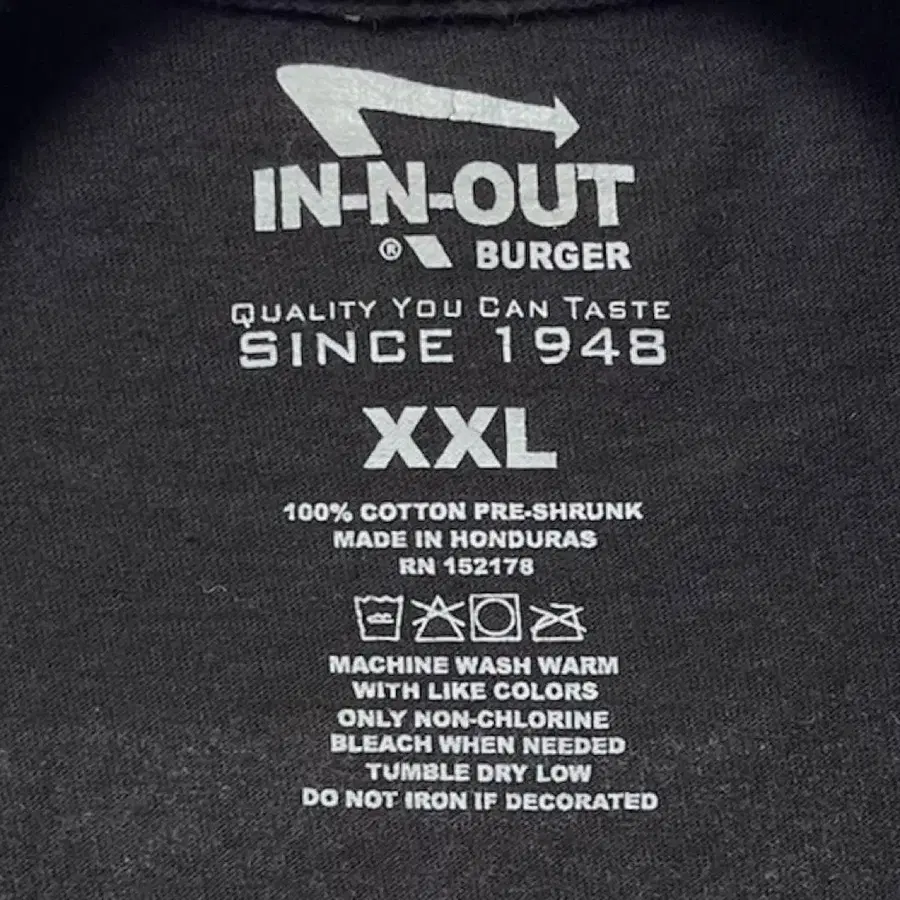 IN-N-OUT
® BURGER
QUALITY YOU CAN TASTE
SINCE 1948
XXL
100% COTTON PRE-SHRUNK
MADE IN HONDURAS
RN 152178
MACHINE WASH WARM
WITH LIKE COLORS
ONLY NON-CHLORINE
BLEACH WHEN NEEDED
TUMBLE DRY LOW
DO NOT IRON IF DECORATED